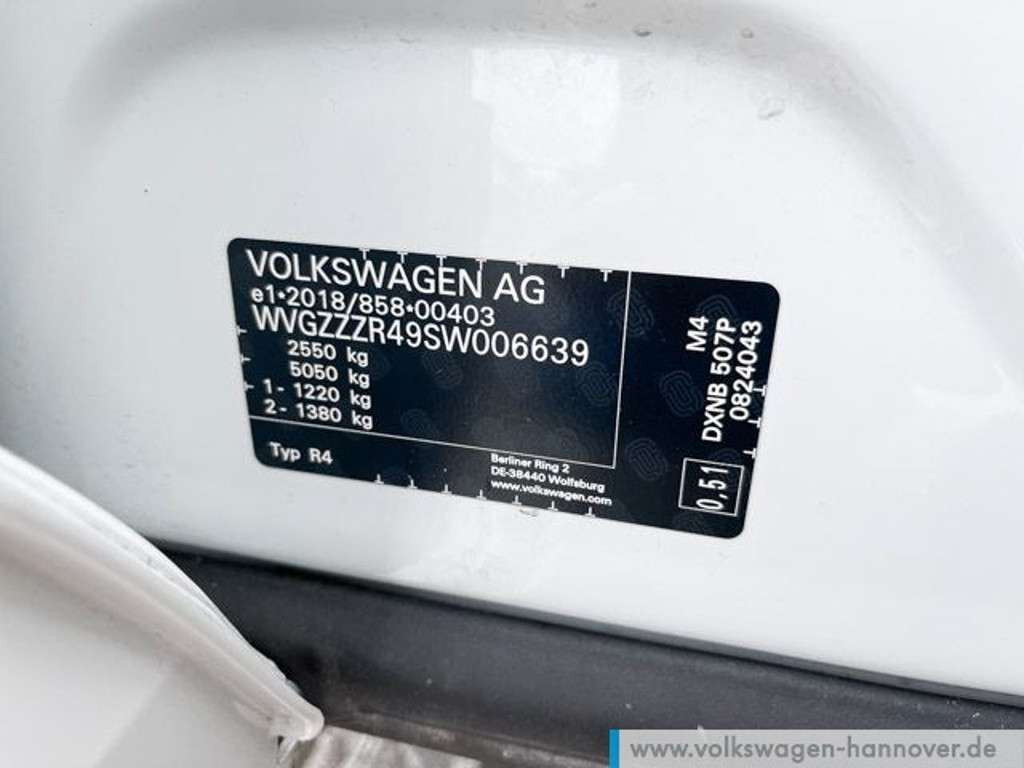 VOLKSWAGEN AG
e1*2018/858*00403
WVGZZZR49SW006639
2550 kg
5050 kg
1 - 1220 kg
2 - 1380 kg
Typ R4
Berliner Ring 2
DE-38440 Wolfsburg
www.volkswagen.com
M4
DXNB 507P
0824043
0,51
www.volkswagen-hannover.de